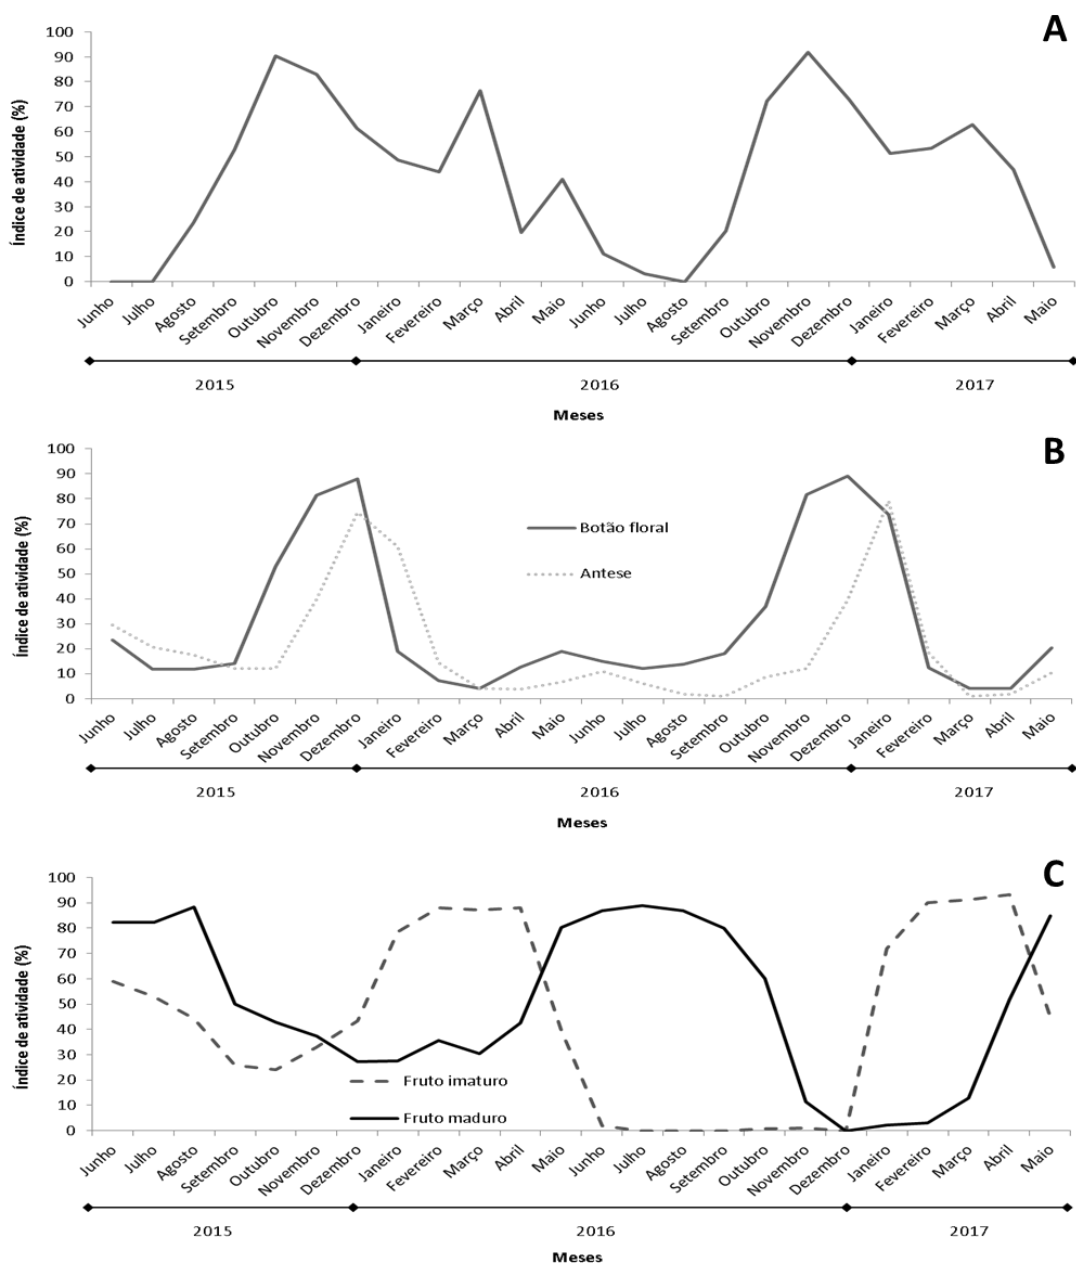 A
Índice de atividade (%)
100
90
80
70
60
50
40
30
20
10
0
Junho Julho Agosto Setembro Outubro Novembro Dezembro Janeiro Fevereiro Março Abril Maio Junho Julho Agosto Setembro Outubro Novembro Dezembro Janeiro Fevereiro Março Abril Maio
2015 2016 2017
Meses
B
Índice de atividade (%)
100
90
80
70
60
50
40
30
20
10
0
Botão floral
Antese
Junho Julho Agosto Setembro Outubro Novembro Dezembro Janeiro Fevereiro Março Abril Maio Junho Julho Agosto Setembro Outubro Novembro Dezembro Janeiro Fevereiro Março Abril Maio
2015 2016 2017
Meses
C
Índice de atividade (%)
100
90
80
70
60
50
40
30
20
10
0
Fruto imaturo
Fruto maduro
Junho Julho Agosto Setembro Outubro Novembro Dezembro Janeiro Fevereiro Março Abril Maio Junho Julho Agosto Setembro Outubro Novembro Dezembro Janeiro Fevereiro Março Abril Maio
2015 2016 2017
Meses